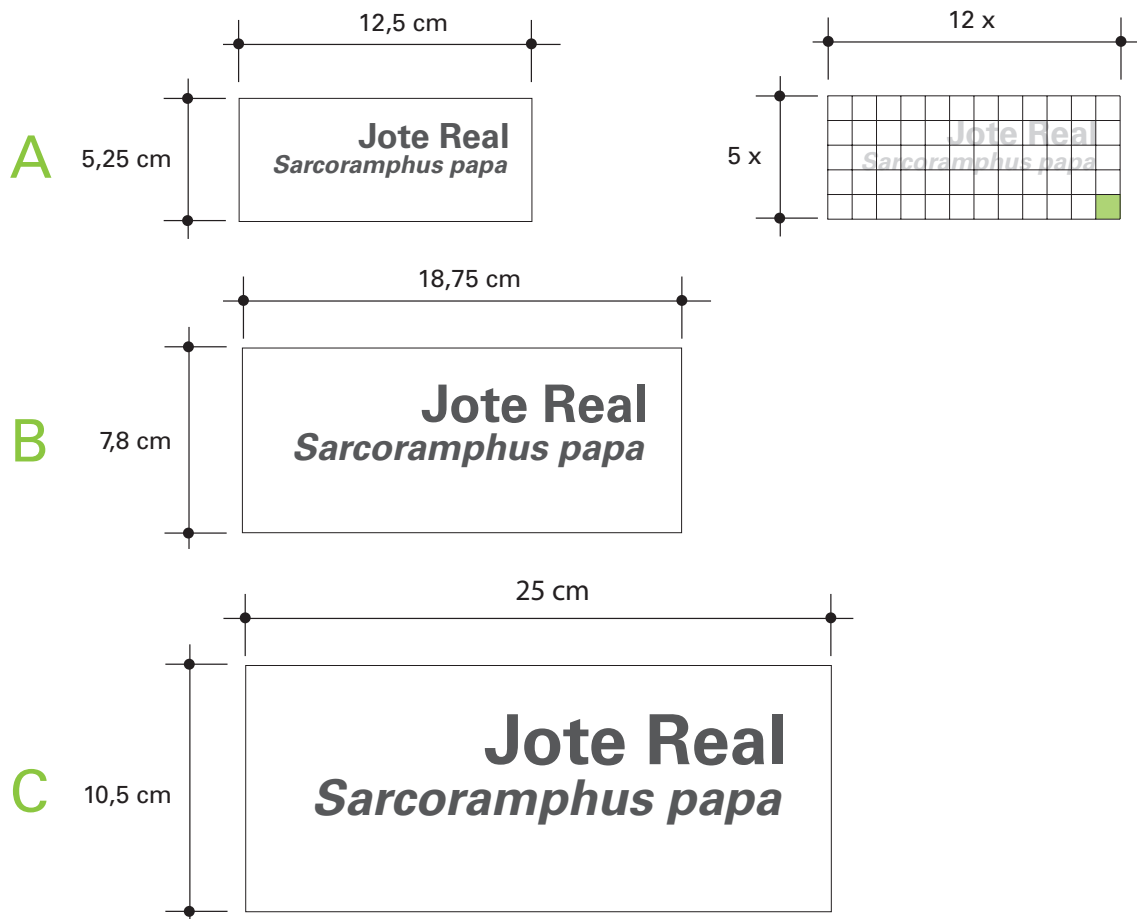 12,5 cm
12 x
A
5,25 cm
Jote Real
Sarcoramphus papa
5 x
Jote Real
Sarcoramphus papa
18,75 cm
B
7,8 cm
Jote Real
Sarcoramphus papa
25 cm
C
10,5 cm
Jote Real
Sarcoramphus papa